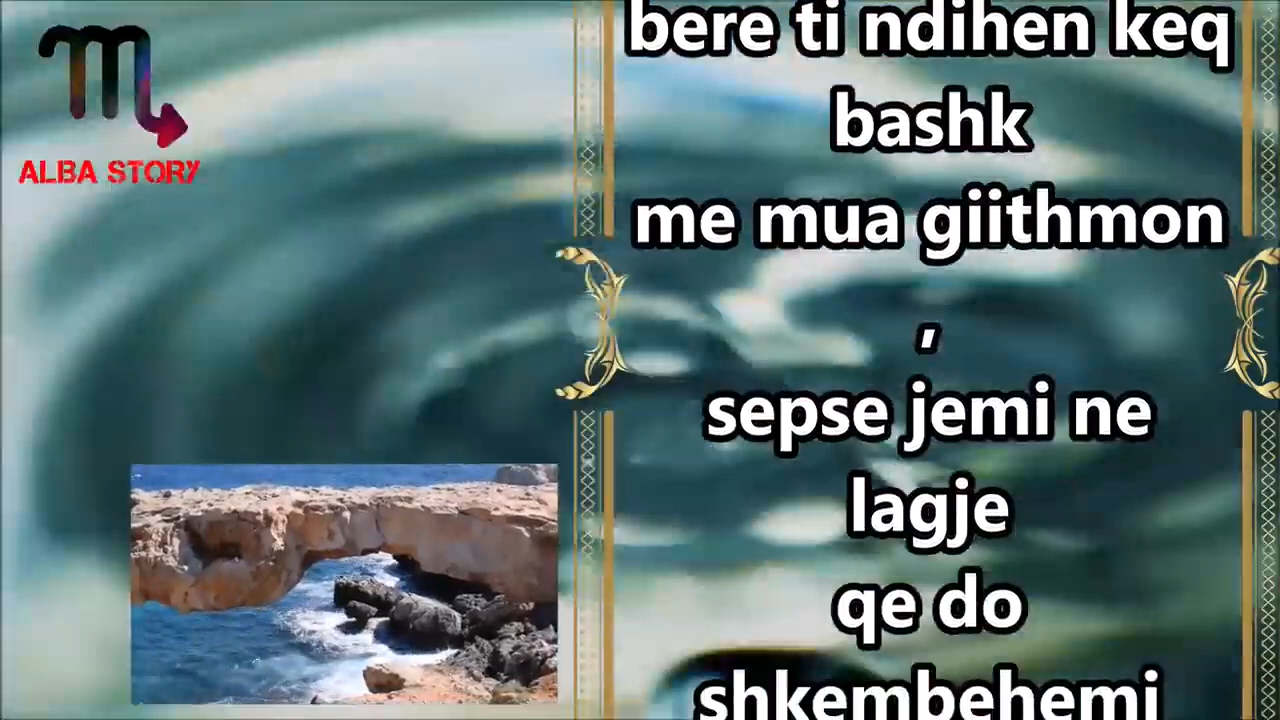 ALBA STORY
bere ti ndihen keq
bashk
me mua giithmon
,
sepse jemi ne
lagje
qe do
shkembehemi